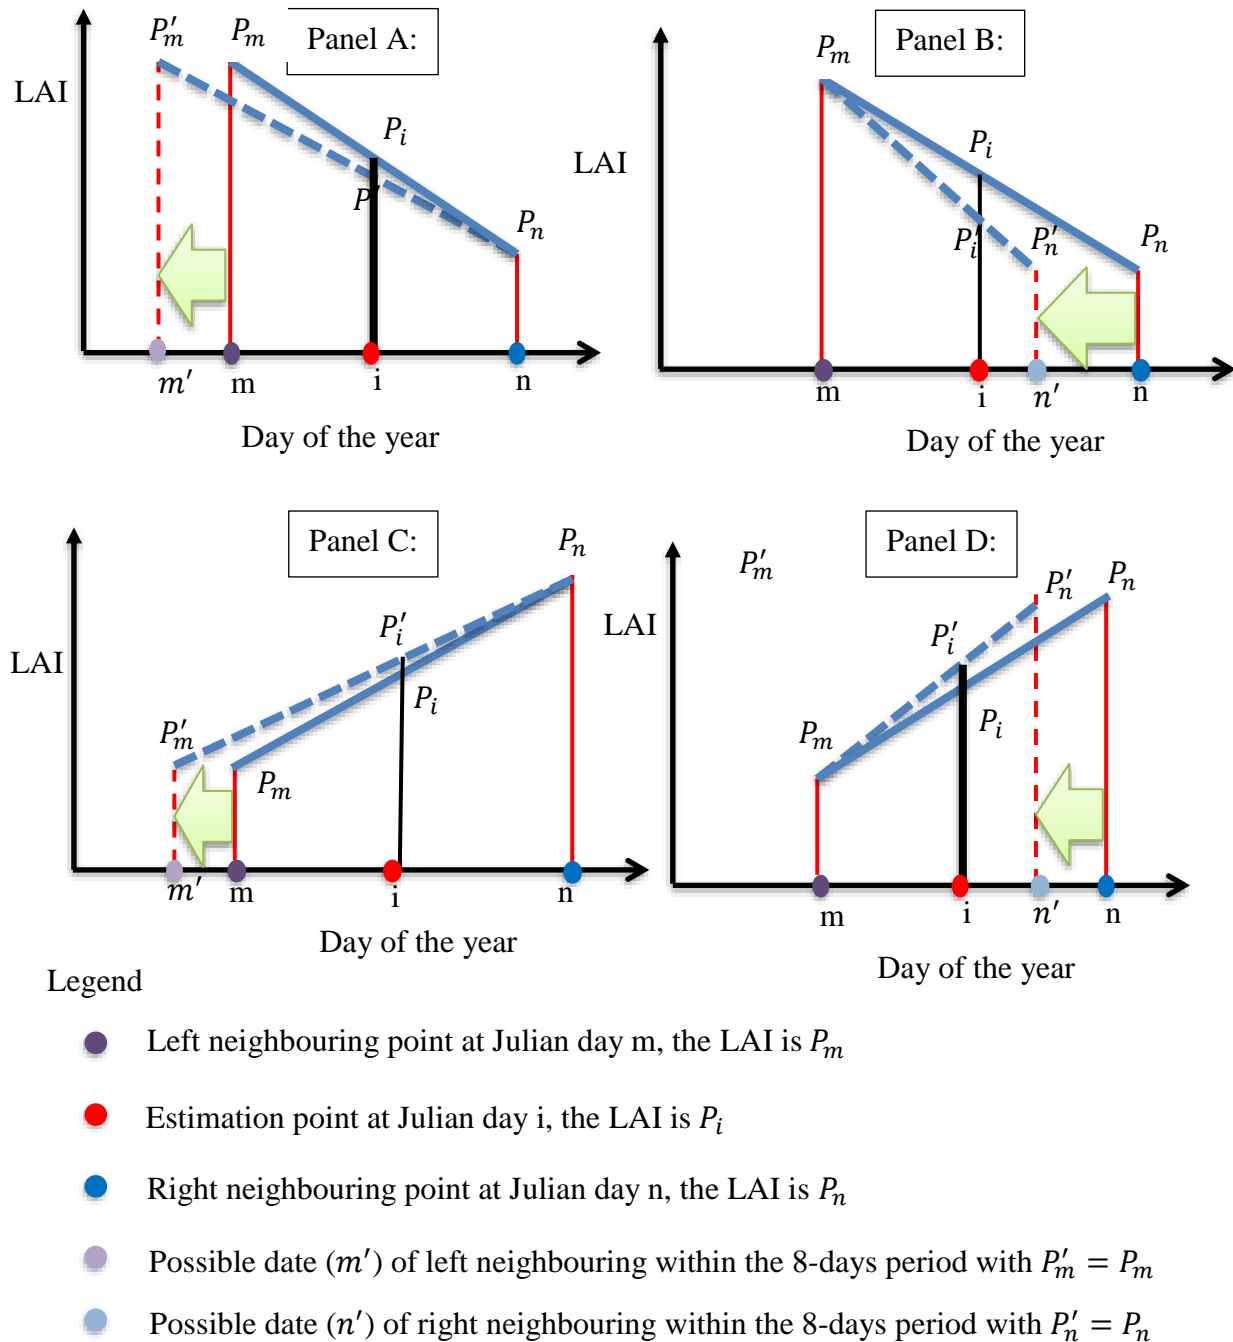 Panel A:
P′m Pm
LAI
Pi
P′
Pn
m′ m i n
Day of the year
Panel B:
Pm
LAI
Pi
P′i P′n Pn
m i n′ n
Day of the year
Panel C:
Pn
LAI
P′i
Pi
P′m
Pm
m′ m i n
Day of the year
Panel D:
P′m
P′n Pn
LAI
P′i
Pi
Pm
m i n′ n
Day of the year
Legend
Left neighbouring point at Julian day m, the LAI is Pm
Estimation point at Julian day i, the LAI is Pi
Right neighbouring point at Julian day n, the LAI is Pn
Possible date (m′) of left neighbouring within the 8-days period with P′m = Pm
Possible date (n′) of right neighbouring within the 8-days period with P′n = Pn